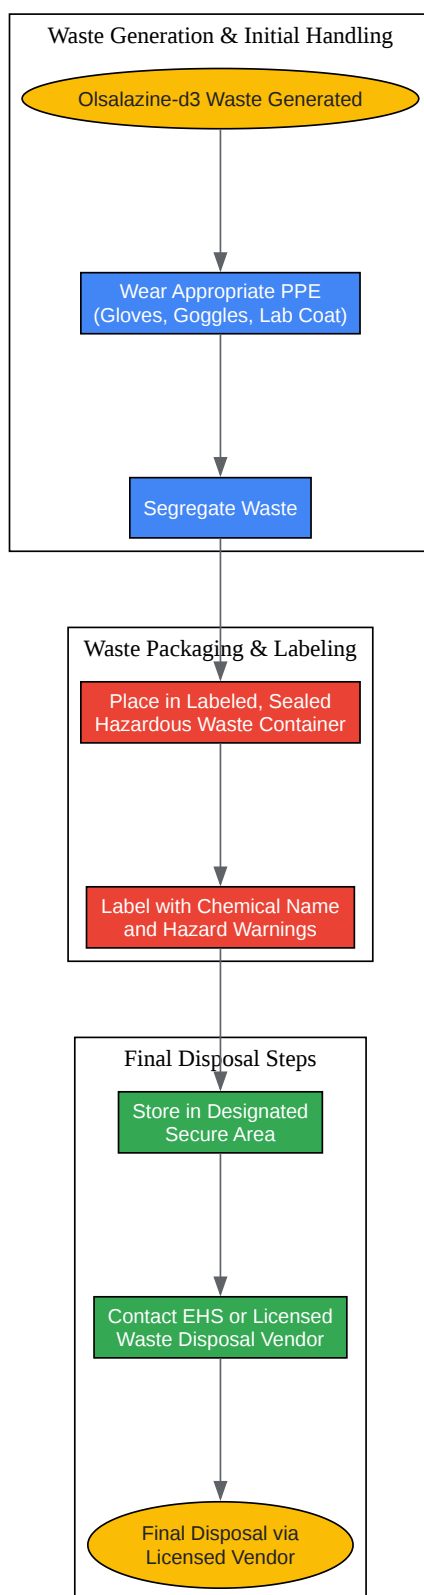 Waste Generation & Initial Handling
Olsalazine-d3 Waste Generated
Wear Appropriate PPE
(Gloves, Goggles, Lab Coat)
Segregate Waste
Waste Packaging & Labeling
Place in Labeled, Sealed
Hazardous Waste Container
Label with Chemical Name
and Hazard Warnings
Final Disposal Steps
Store in Designated
Secure Area
Contact EHS or Licensed
Waste Disposal Vendor
Final Disposal via
Licensed Vendor